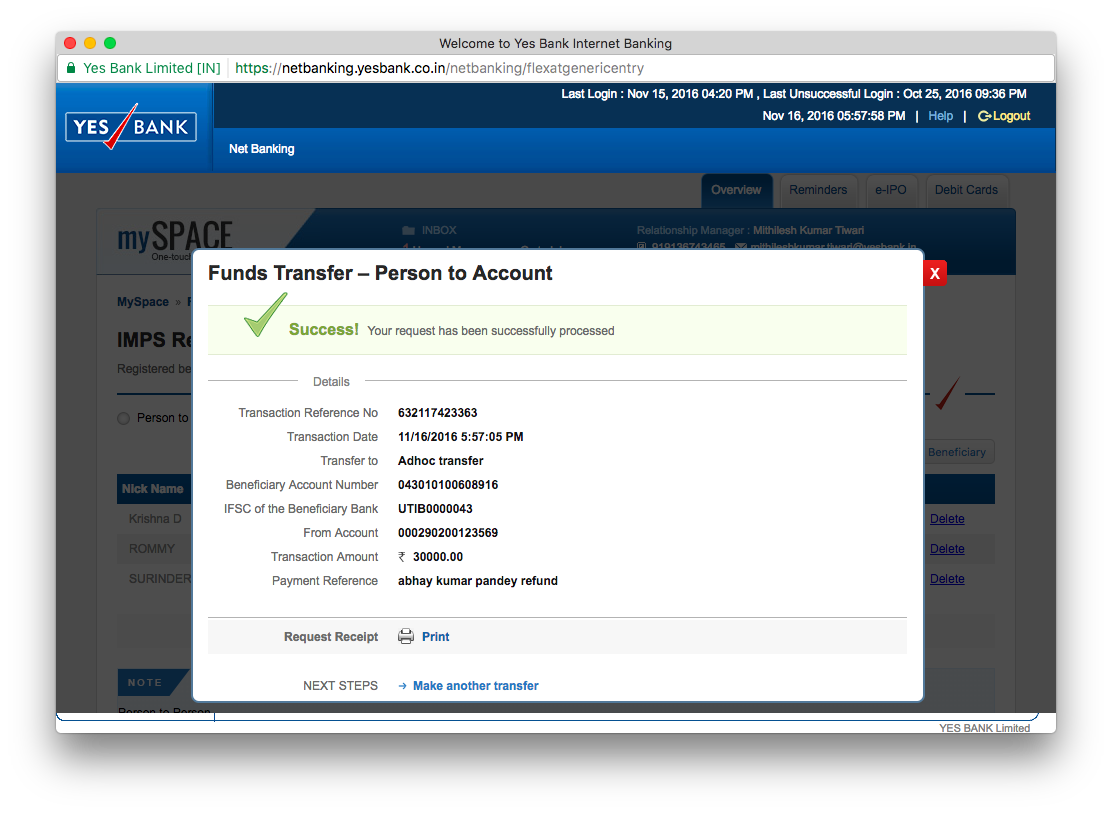 Welcome to Yes Bank Internet Banking
Yes Bank Limited [IN] https://netbanking.yesbank.co.in/netbanking/flexatgenericentry
Last Login : Nov 15, 2016 04:20 PM , Last Unsuccessful Login : Oct 25, 2016 09:36 PM
YES BANK
Nov 16, 2016 05:57:58 PM | Help | Logout
Net Banking
Overview Reminders e-IPO Debit Cards
mySPACE
One-touc
INBOX
Relationship Manager : Mithilesh Kumar Tiwari
919136743465 mithileshkumar.tiwari@yesbank.in
Funds Transfer – Person to Account
X
MySpace »
Success! Your request has been successfully processed
IMPS Re
Registered be
Details
Person to
Transaction Reference No 632117423363
Transaction Date 11/16/2016 5:57:05 PM
Transfer to Adhoc transfer
Beneficiary
Beneficiary Account Number 043010100608916
Nick Name
IFSC of the Beneficiary Bank UTIB0000043
Krishna D Delete
From Account 000290200123569
ROMMY Delete
Transaction Amount ₹ 30000.00
SURINDER Delete
Payment Reference abhay kumar pandey refund
Request Receipt Print
NOTE
NEXT STEPS Make another transfer
Person to Person
YES BANK Limited